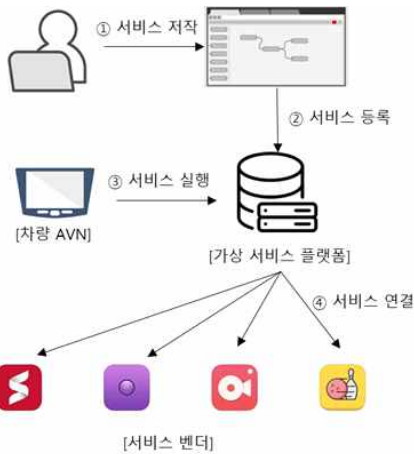 ① 서비스 저작
② 서비스 등록
③ 서비스 실행
[차량 AVN]
[가상 서비스 플랫폼]
④ 서비스 연결
[서비스 벤더]